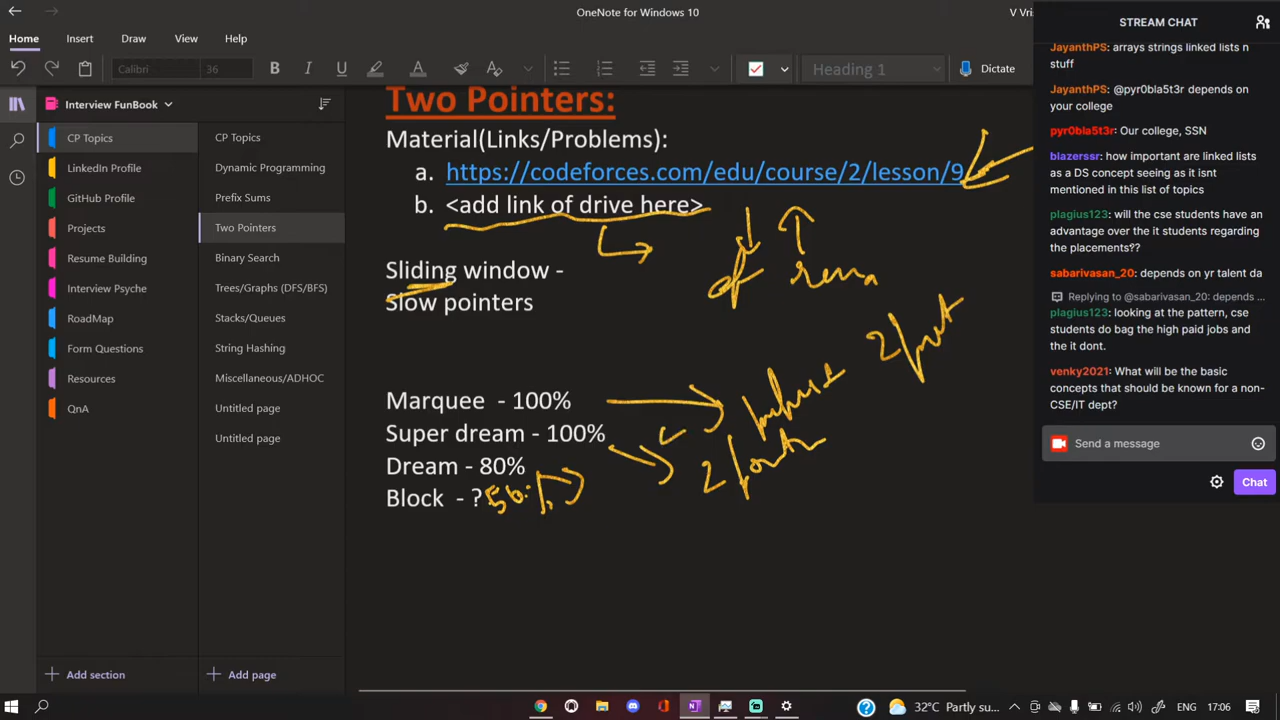 OneNote for Windows 10
V Vri
Home
Insert
Draw
View
Help
Calibri
36
B
I
U
A
Heading 1
Dictate
Interview FunBook
CP Topics
LinkedIn Profile
GitHub Profile
Projects
Resume Building
Interview Psyche
RoadMap
Form Questions
Resources
QnA
Add section
CP Topics
Dynamic Programming
Prefix Sums
Two Pointers
Binary Search
Trees/Graphs (DFS/BFS)
Stacks/Queues
String Hashing
Miscellaneous/ADHOC
Untitled page
Untitled page
Add page
Two Pointers:
Material(Links/Problems):
a. https://codeforces.com/edu/course/2/lesson/9
b. <add link of drive here>
Sliding window -
Slow pointers
Marquee - 100%
Super dream - 100%
Dream - 80%
Block - ? 50%
STREAM CHAT
JayanthPS: arrays strings linked lists n
stuff
JayanthPS: @pyr0bla5t3r depends on
your college
pyr0bla5t3r: Our college, SSN
blazerssr: how important are linked lists
as a DS concept seeing as it isnt
mentioned in this list of topics
plagius123: will the cse students have an
advantage over the it students regarding
the placements??
sabarivasan_20: depends on yr talent da
Replying to @sabarivasan_20: depends ...
plagius123: looking at the pattern, cse
students do bag the high paid jobs and
the it dont.
venky2021: What will be the basic
concepts that should be known for a non-
CSE/IT dept?
Send a message
Chat
32°C Partly su...
ENG
17:06